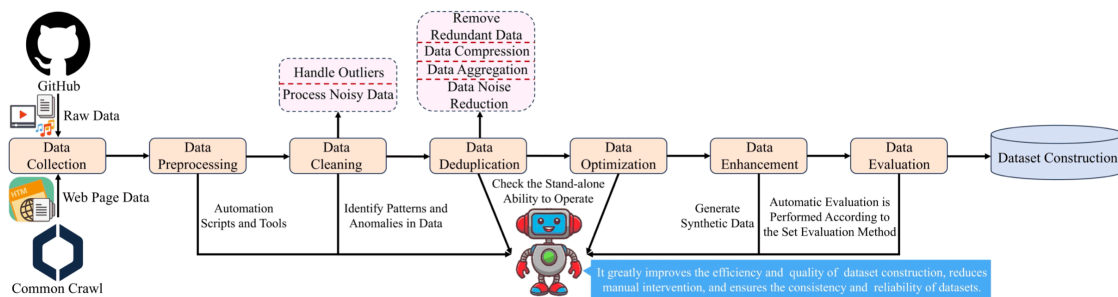 GitHub
Raw Data
Handle Outliers
Process Noisy Data
Remove
Redundant Data
Data Compression
Data Aggregation
Data Noise
Reduction
Data
Collection
Data
Preprocessing
Data
Cleaning
Data
Deduplication
Data
Optimization
Data
Enhancement
Data
Evaluation
Dataset Construction
HTM
Web Page Data
Common Crawl
Automation
Scripts and Tools
Identify Patterns and
Anomalies in Data
Check the Stand-alone
Ability to Operate
Generate
Synthetic Data
Automatic Evaluation is
Performed According to
the Set Evaluation Method
It greatly improves the efficiency and quality of dataset construction, reduces
manual intervention, and ensures the consistency and reliability of datasets.